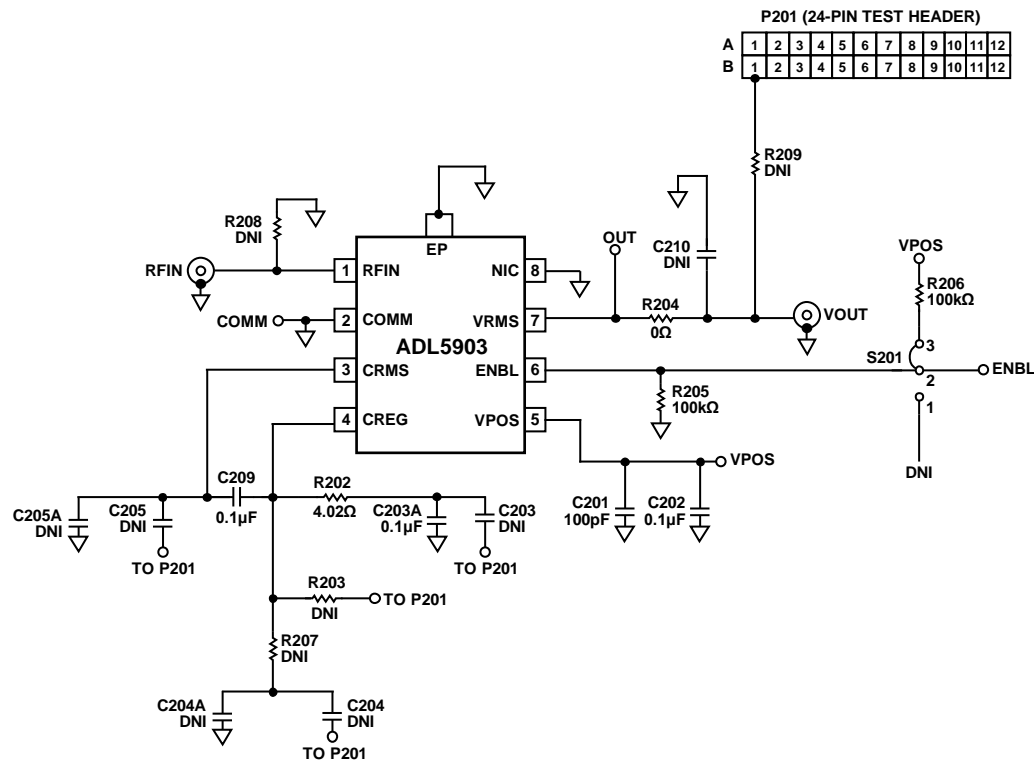 P201 (24-PIN TEST HEADER)
A 1 2 3 4 5 6 7 8 9 10 11 12
B 1 2 3 4 5 6 7 8 9 10 11 12
R209
DNI
R208
DNI
EP
OUT
C210
DNI
VPOS
R206
100kΩ
RFIN
1 RFIN
NIC 8
R204
0Ω
VOUT
COMM
2 COMM
VRMS 7
ADL5903
S201
3
2
1
ENBL
3 CRMS
ENBL 6
R205
100kΩ
4 CREG
VPOS 5
DNI
VPOS
C209
0.1µF
R202
4.02Ω
C201
100pF
C202
0.1µF
C205A
DNI
C205
DNI
C203A
0.1µF
C203
DNI
TO P201
TO P201
R203
DNI
TO P201
R207
DNI
C204A
DNI
C204
DNI
TO P201